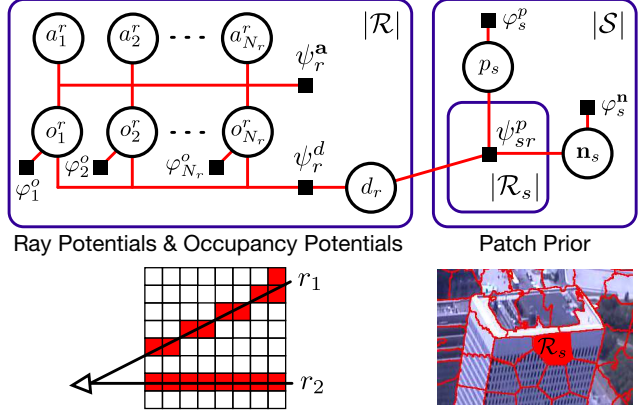 a_1^r a_2^r ··· a_{N_r}^r |R| φ_s^p |S|
ψ_r^a p_s φ_s^n
o_1^r o_2^r ··· o_{N_r}^r ψ_r^d ψ_{sr}^p n_s
φ_1^o φ_2^o φ_{N_r}^o d_r |R_s|
Ray Potentials & Occupancy Potentials Patch Prior
r_1
R_s
r_2